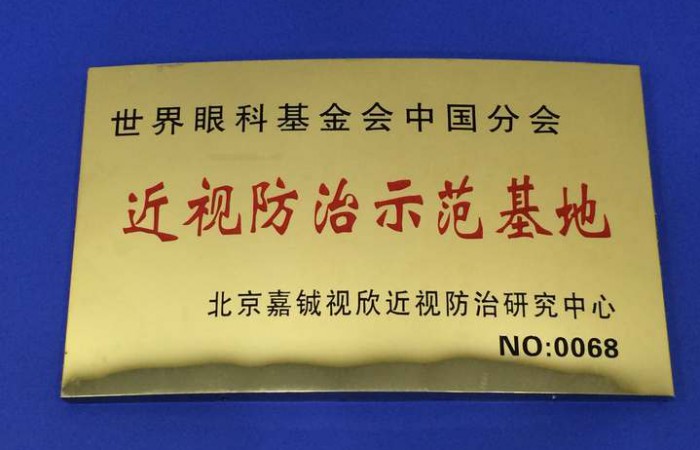 世界眼科基金会中国分会
近视防治示范基地
北京嘉铖视欣近视防治研究中心
NO:0068